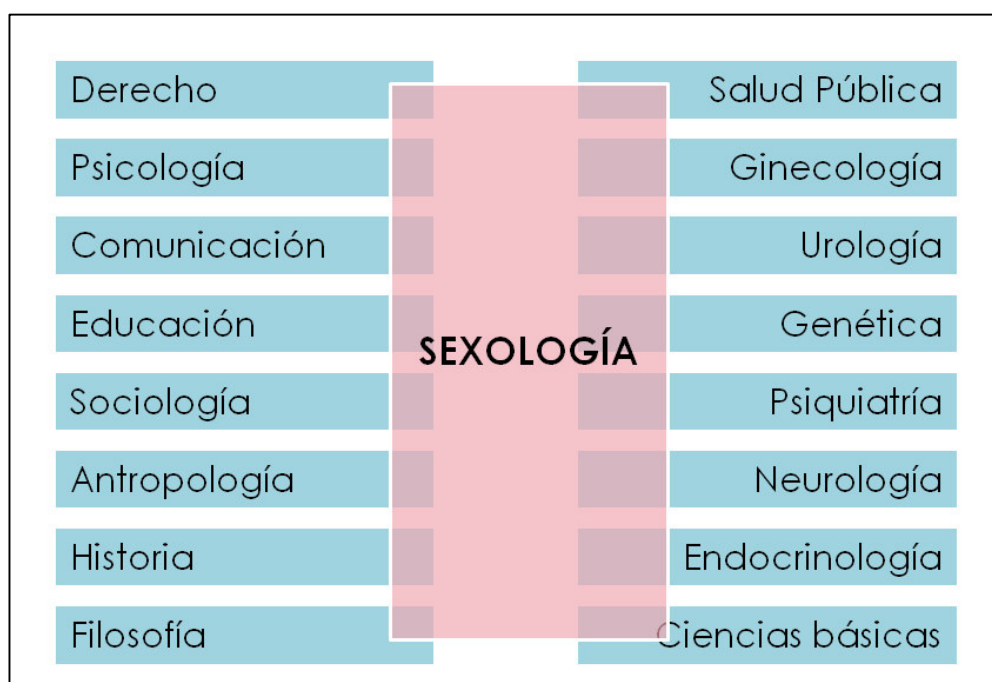 Derecho
Psicología
Comunicación
Educación
Sociología
Antropología
Historia
Filosofía
SEXOLOGÍA
Salud Pública
Ginecología
Urología
Genética
Psiquiatría
Neurología
Endocrinología
Ciencias básicas